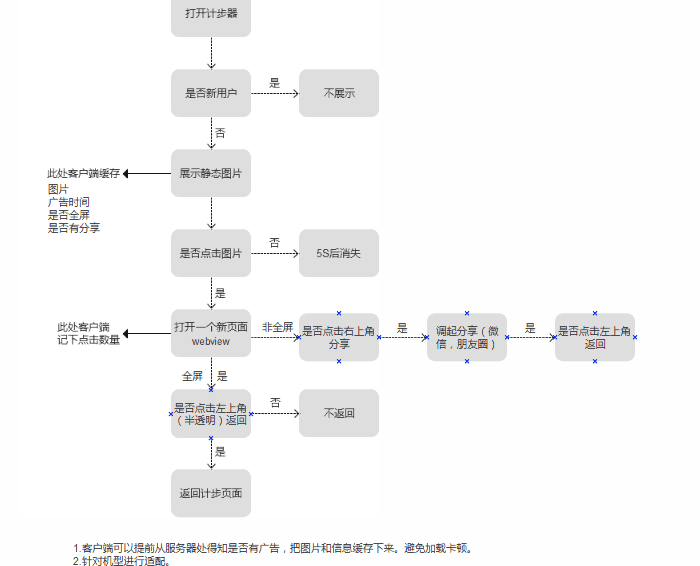 打开计步器
是否新用户
是
不展示
否
展示静态图片
此处客户端缓存
图片
广告时间
是否全屏
是否有分享
是否点击图片
否
5S后消失
是
此处客户端
记下点击数量
打开一个新页面
webview
非全屏
是否点击右上角
分享
是
调起分享（微
信，朋友圈）
是
是否点击左上角
返回
全屏 是
是否点击左上角
（半透明）返回
否
不返回
是
返回计步页面
1.客户端可以提前从服务器处得知是否有广告，把图片和信息缓存下来。避免加载卡顿。
2.针对机型进行适配。